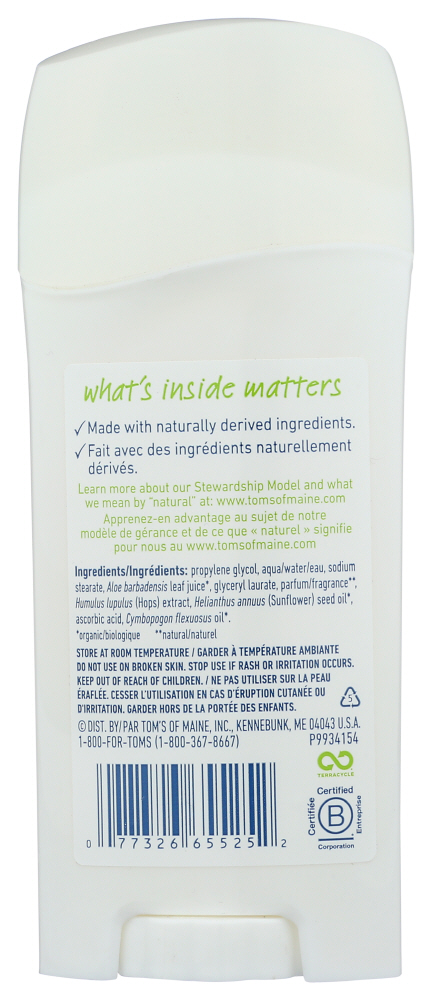 what's inside matters
✓ Made with naturally derived ingredients.
✓ Fait avec des ingrédients naturellement
dérivés.
Learn more about our Stewardship Model and what
we mean by "natural" at: www.tomsofmaine.com
Apprenez-en advantage au sujet de notre
modèle de gérance et de ce que « naturel » signifie
pour nous au www.tomsofmaine.com
Ingredients/Ingrédients: propylene glycol, aqua/water/eau, sodium
stearate, Aloe barbadensis leaf juice*, glyceryl laurate, parfum/fragrance**,
Humulus lupulus (Hops) extract, Helianthus annuus (Sunflower) seed oil*,
ascorbic acid, Cymbopogon flexuosus oil*.
*organic/biologique **natural/naturel
STORE AT ROOM TEMPERATURE / GARDER À TEMPÉRATURE AMBIANTE
DO NOT USE ON BROKEN SKIN. STOP USE IF RASH OR IRRITATION OCCURS.
KEEP OUT OF REACH OF CHILDREN. / NE PAS UTILISER SUR LA PEAU
ÉRAFLÉE. CESSER L'UTILISATION EN CAS D'ÉRUPTION CUTANÉE OU
D'IRRITATION. GARDER HORS DE LA PORTÉE DES ENFANTS.
5
© DIST. BY/PAR TOM'S OF MAINE, INC., KENNEBUNK, ME 04043 U.S.A.
1-800-FOR-TOMS (1-800-367-8667) P9934154
TERRACYCLE
Certified
Certifiée
B
Entreprise
Corporation
0 77326 65525 2